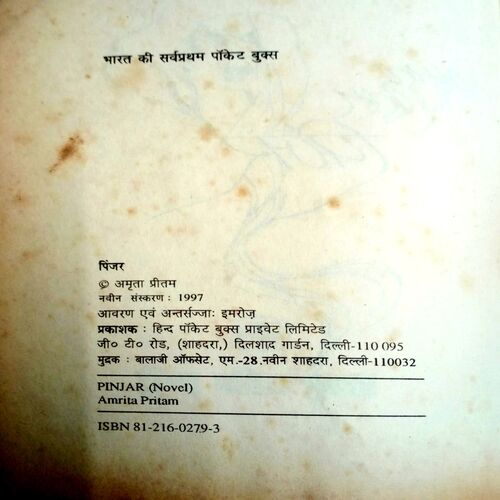 भारत की सर्वप्रथम पॉकेट बुक्स
पिंजर
© अमृता प्रीतम
नवीन संस्करण : 1997
आवरण एवं अन्तर्सज्जाः इमरोज़
प्रकाशक : हिन्द पॉकेट बुक्स प्राइवेट लिमिटेड
जी० टी० रोड, (शाहदरा,) दिलशाद गार्डन, दिल्ली-110 095
मुद्रक : बालाजी ऑफसेट, एम.-28.नवीन शाहदरा, दिल्ली-110032
PINJAR (Novel)
Amrita Pritam
ISBN 81-216-0279-3